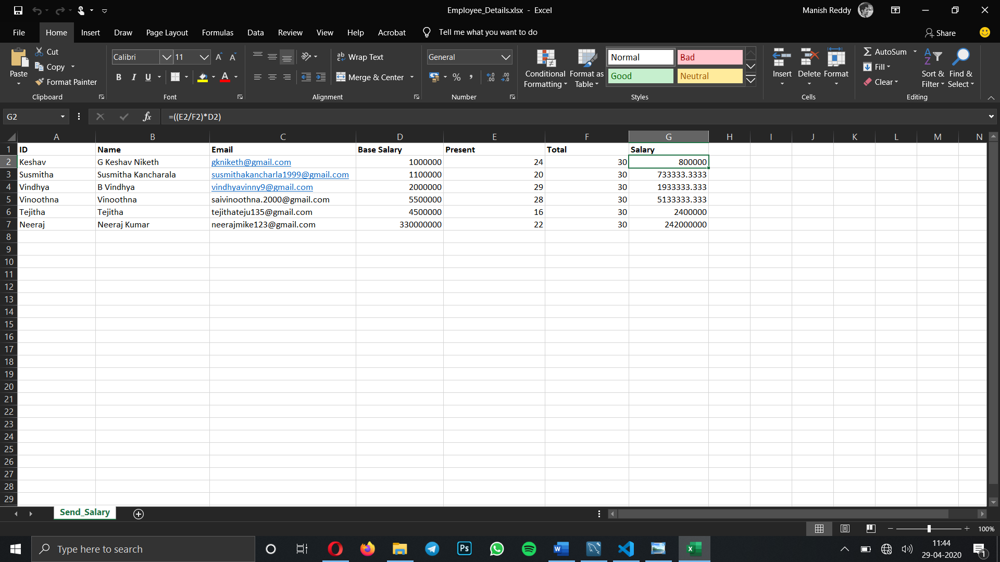 Employee_Details.xlsx - Excel
Manish Reddy
File Home Insert Draw Page Layout Formulas Data Review View Help Acrobat Tell me what you want to do Share
Paste
Cut
Copy
Format Painter
Clipboard
Calibri 11 A A
B I U A
Font
ab Wrap Text
Merge & Center
Alignment
General
% ,
Number
Conditional Formatting
Format as Table
Normal Bad
Good Neutral
Styles
Insert Delete Format
Cells
AutoSum
Fill
Clear
Sort & Filter
Find & Select
Editing
G2 fx =((E2/F2)*D2)
A B C D E F G H I J K L M N
1 ID Name Email Base Salary Present Total Salary
2 Keshav G Keshav Niketh gkniketh@gmail.com 1000000 24 30 800000
3 Susmitha Susmitha Kancharala susmithakancharla1999@gmail.com 1100000 20 30 733333.3333
4 Vindhya B Vindhya vindhyavinny9@gmail.com 2000000 29 30 1933333.333
5 Vinoothna Vinoothna saivinoothna.2000@gmail.com 5500000 28 30 5133333.333
6 Tejitha Tejitha tejithateju135@gmail.com 4500000 16 30 2400000
7 Neeraj Neeraj Kumar neerajmike123@gmail.com 330000000 22 30 242000000
8
9
10
11
12
13
14
15
16
17
18
19
20
21
22
23
24
25
26
27
28
29
Send_Salary
100%
Type here to search
Ps
W
X
11:44
29-04-2020
1